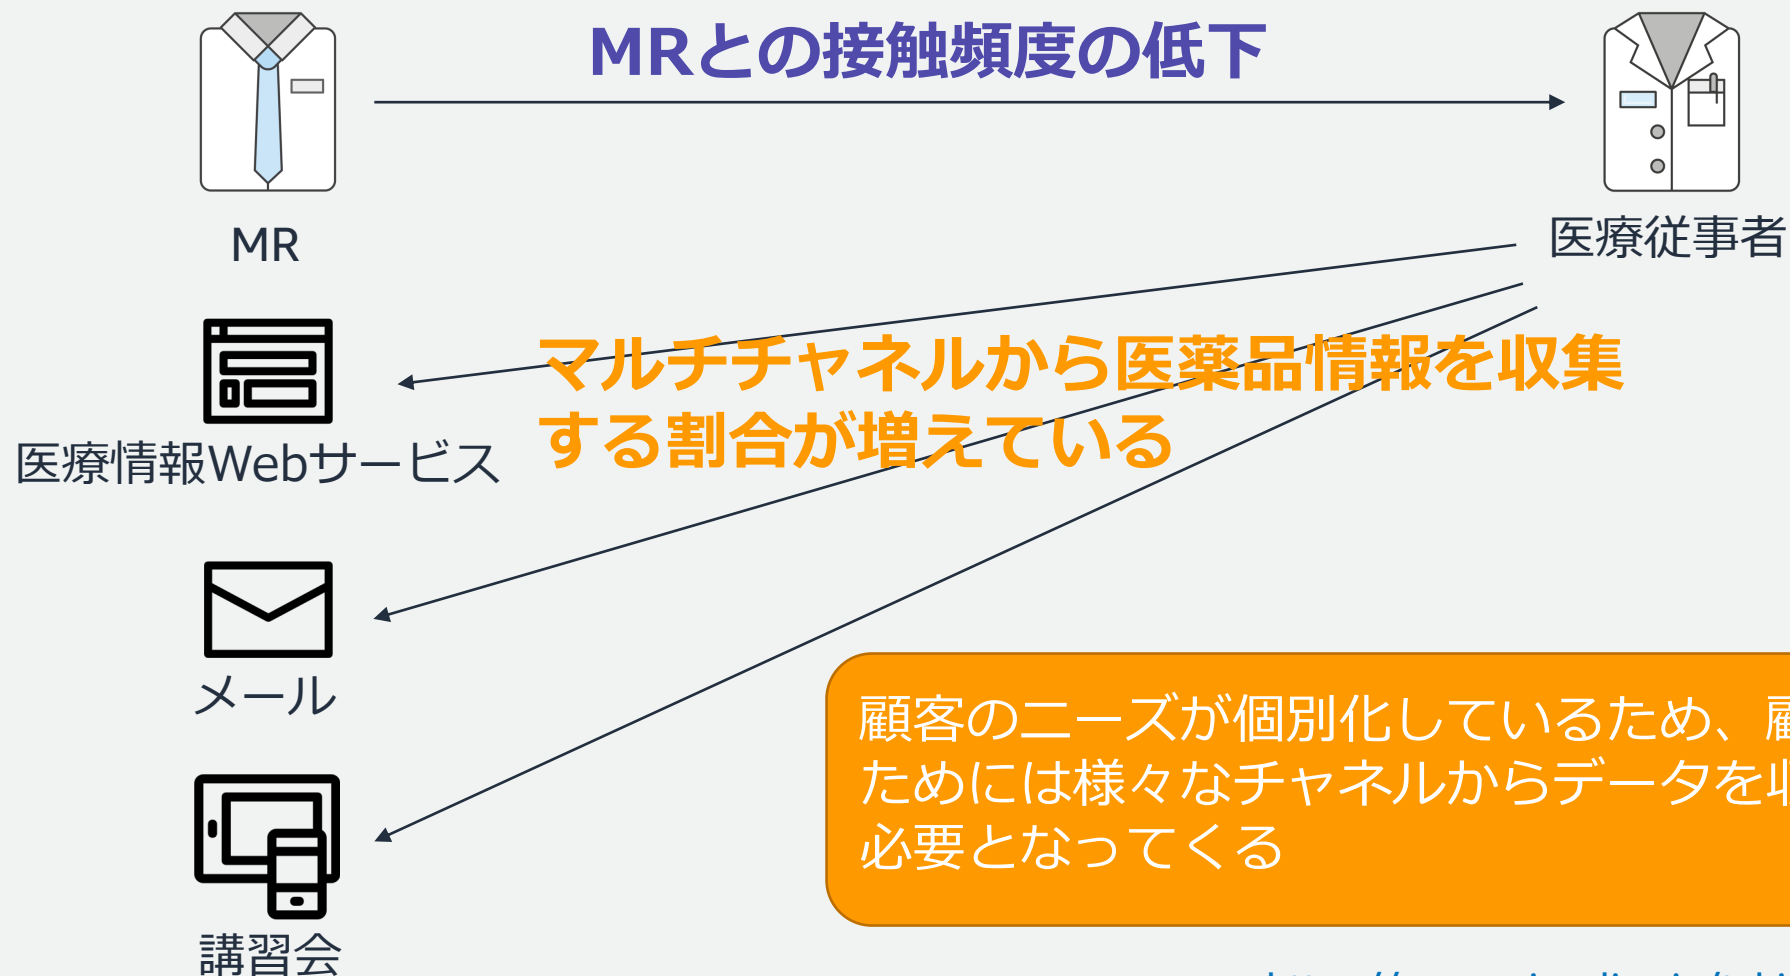 MRとの接触頻度の低下
MR
医療従事者
マルチチャネルから医薬品情報を収集
する割合が増えている
医療情報Webサービス
メール
顧客のニーズが個別化しているため、
ためには様々なチャネルからデータを
必要となってくる
講習会